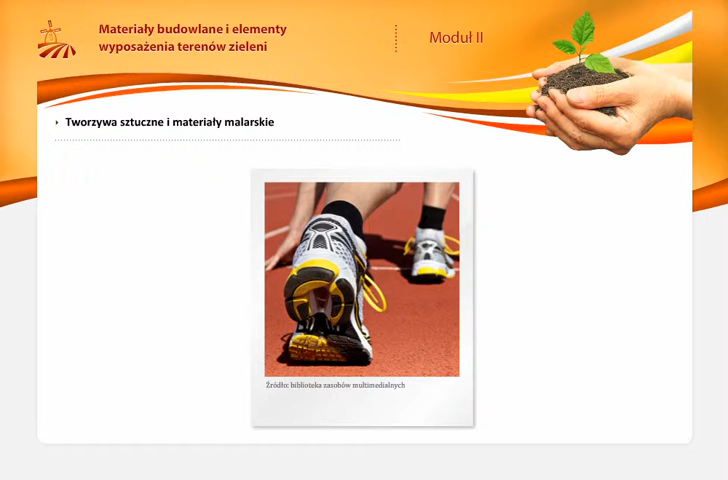 Materiały budowlane i elementy
wyposażenia terenów zieleni
Moduł II
Tworzywa sztuczne i materiały malarskie
Źródło: biblioteka zasobów multimedialnych